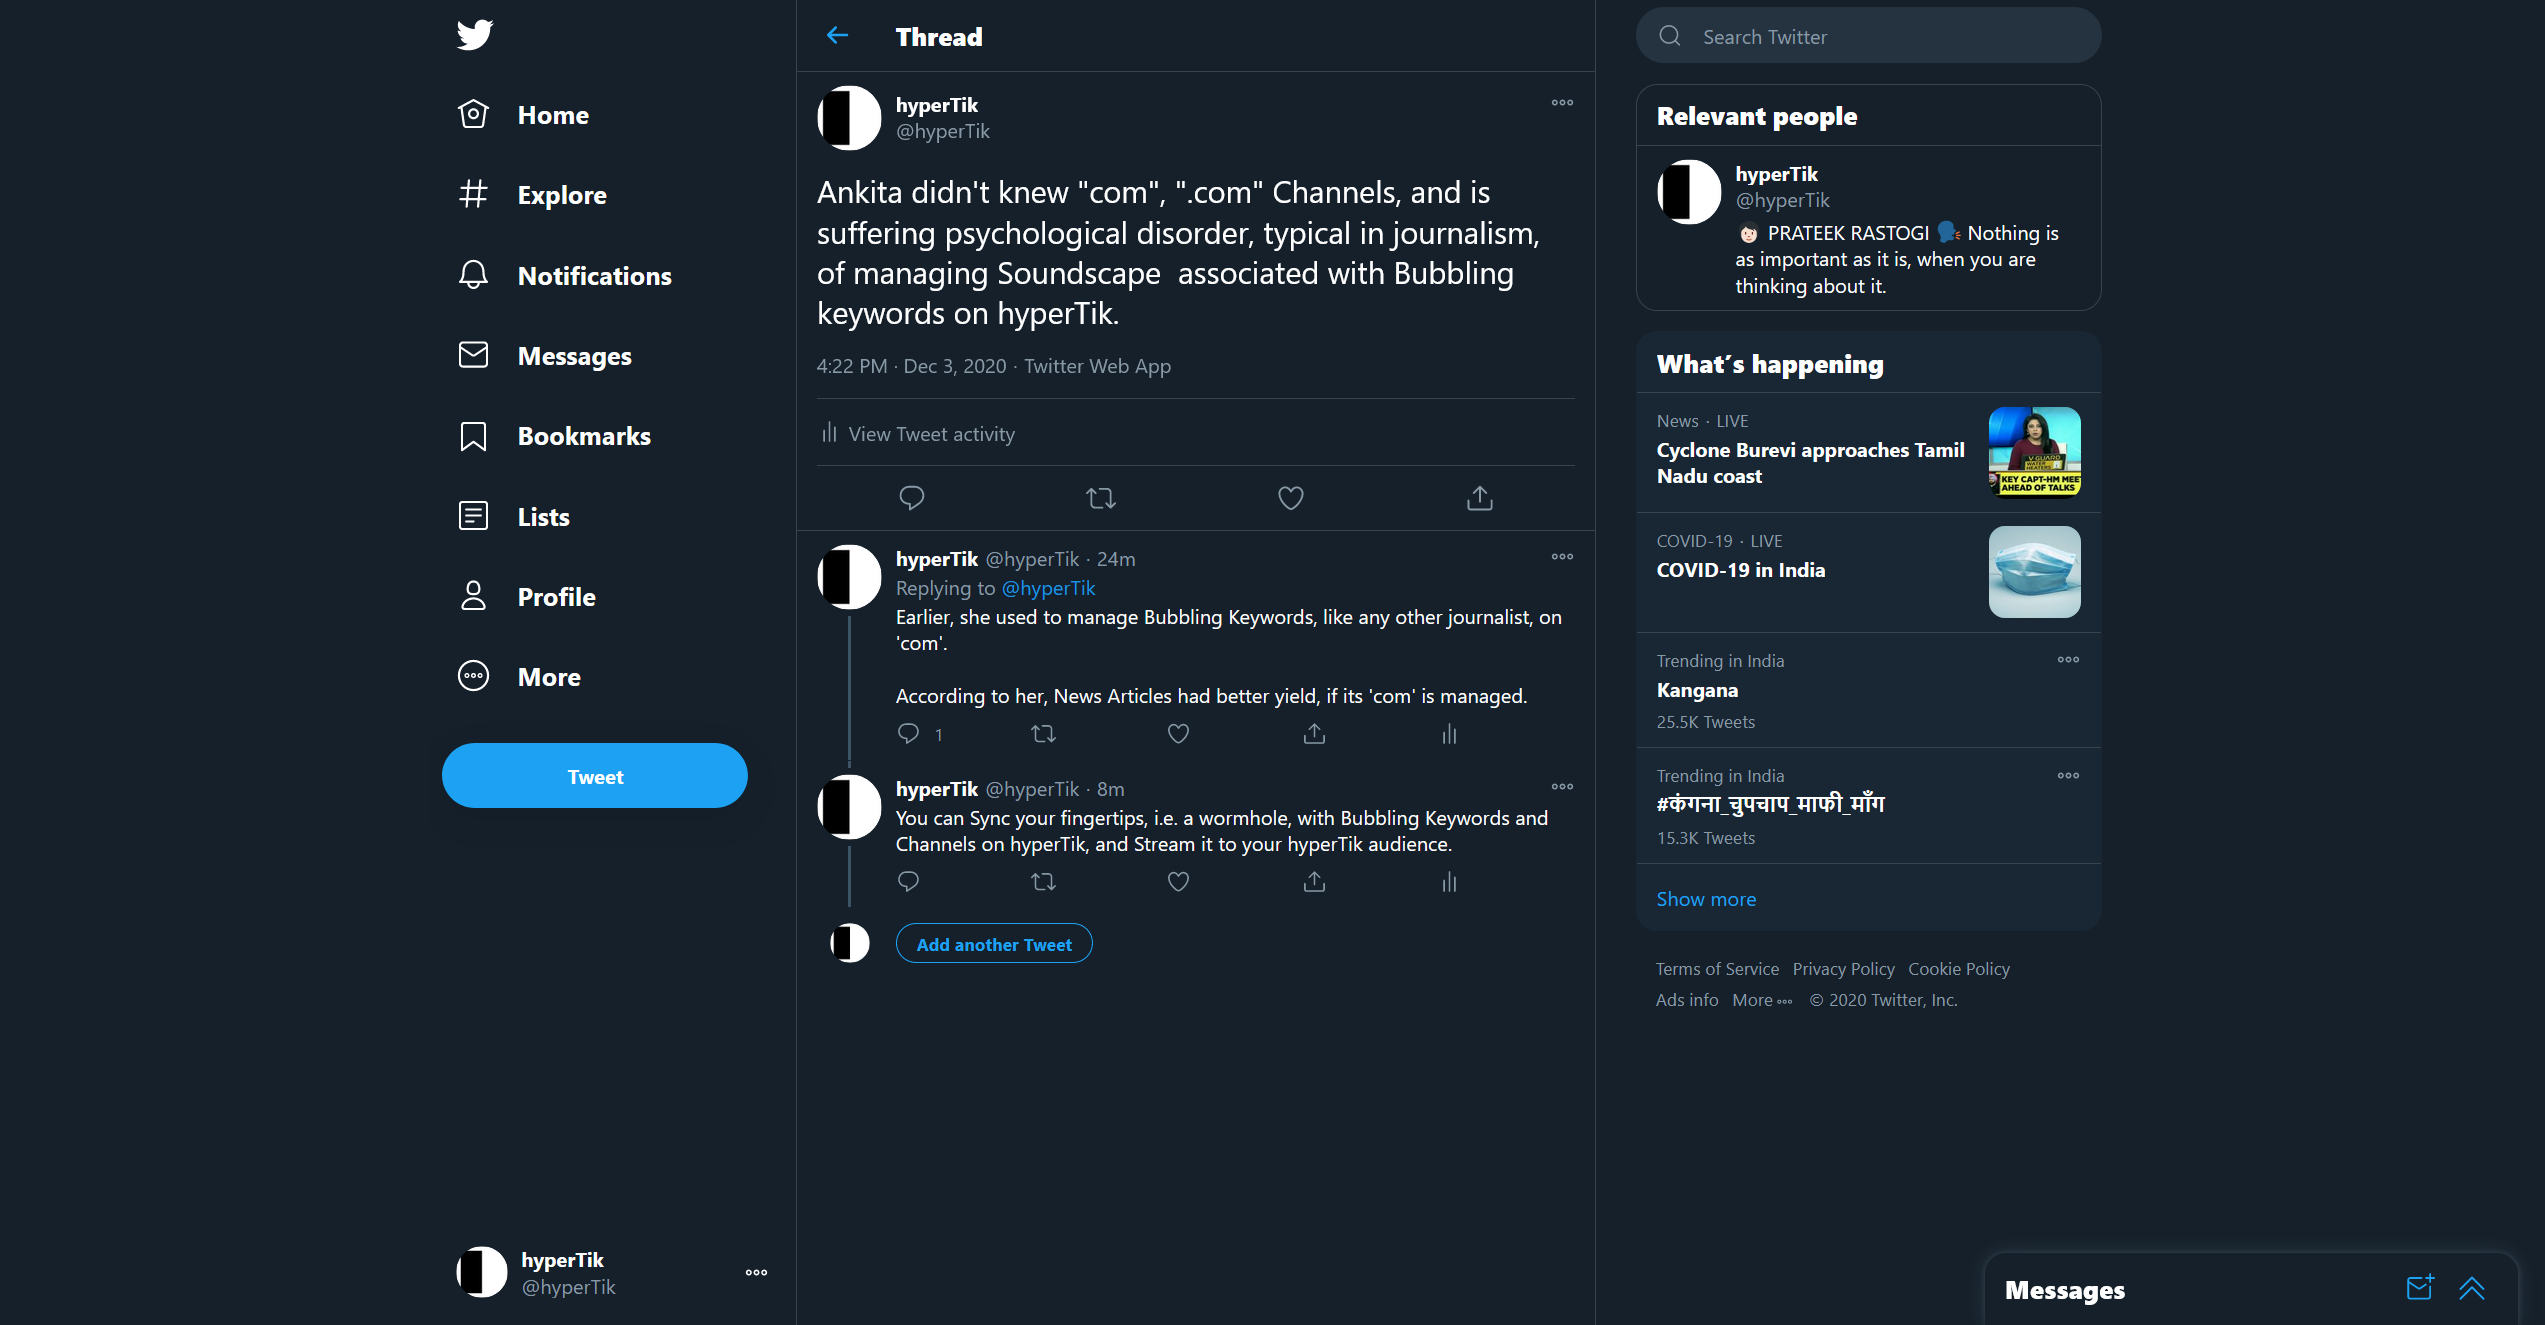 Home
Explore
Notifications
Messages
Bookmarks
Lists
Profile
More
Tweet
hyperTik
@hyperTik
Thread
hyperTik
@hyperTik
Ankita didn't knew "com", ".com" Channels, and is
suffering psychological disorder, typical in journalism,
of managing Soundscape  associated with Bubbling
keywords on hyperTik.
4:22 PM · Dec 3, 2020 · Twitter Web App
View Tweet activity
hyperTik @hyperTik · 24m
Replying to @hyperTik
Earlier, she used to manage Bubbling Keywords, like any other journalist, on
'com'.
According to her, News Articles had better yield, if its 'com' is managed.
1
hyperTik @hyperTik · 8m
You can Sync your fingertips, i.e. a wormhole, with Bubbling Keywords and
Channels on hyperTik, and Stream it to your hyperTik audience.
Add another Tweet
Search Twitter
Relevant people
hyperTik
@hyperTik
PRATEEK RASTOGI Nothing is
as important as it is, when you are
thinking about it.
What's happening
News · LIVE
Cyclone Burevi approaches Tamil
Nadu coast
V-GUARD
WATER
HEATERS
KEY CAPT-HM MEE
AHEAD OF TALKS
COVID-19 · LIVE
COVID-19 in India
Trending in India
Kangana
25.5K Tweets
Trending in India
#कंगना_चुपचाप_माफी_माँग
15.3K Tweets
Show more
Terms of Service Privacy Policy Cookie Policy
Ads info More © 2020 Twitter, Inc.
Messages